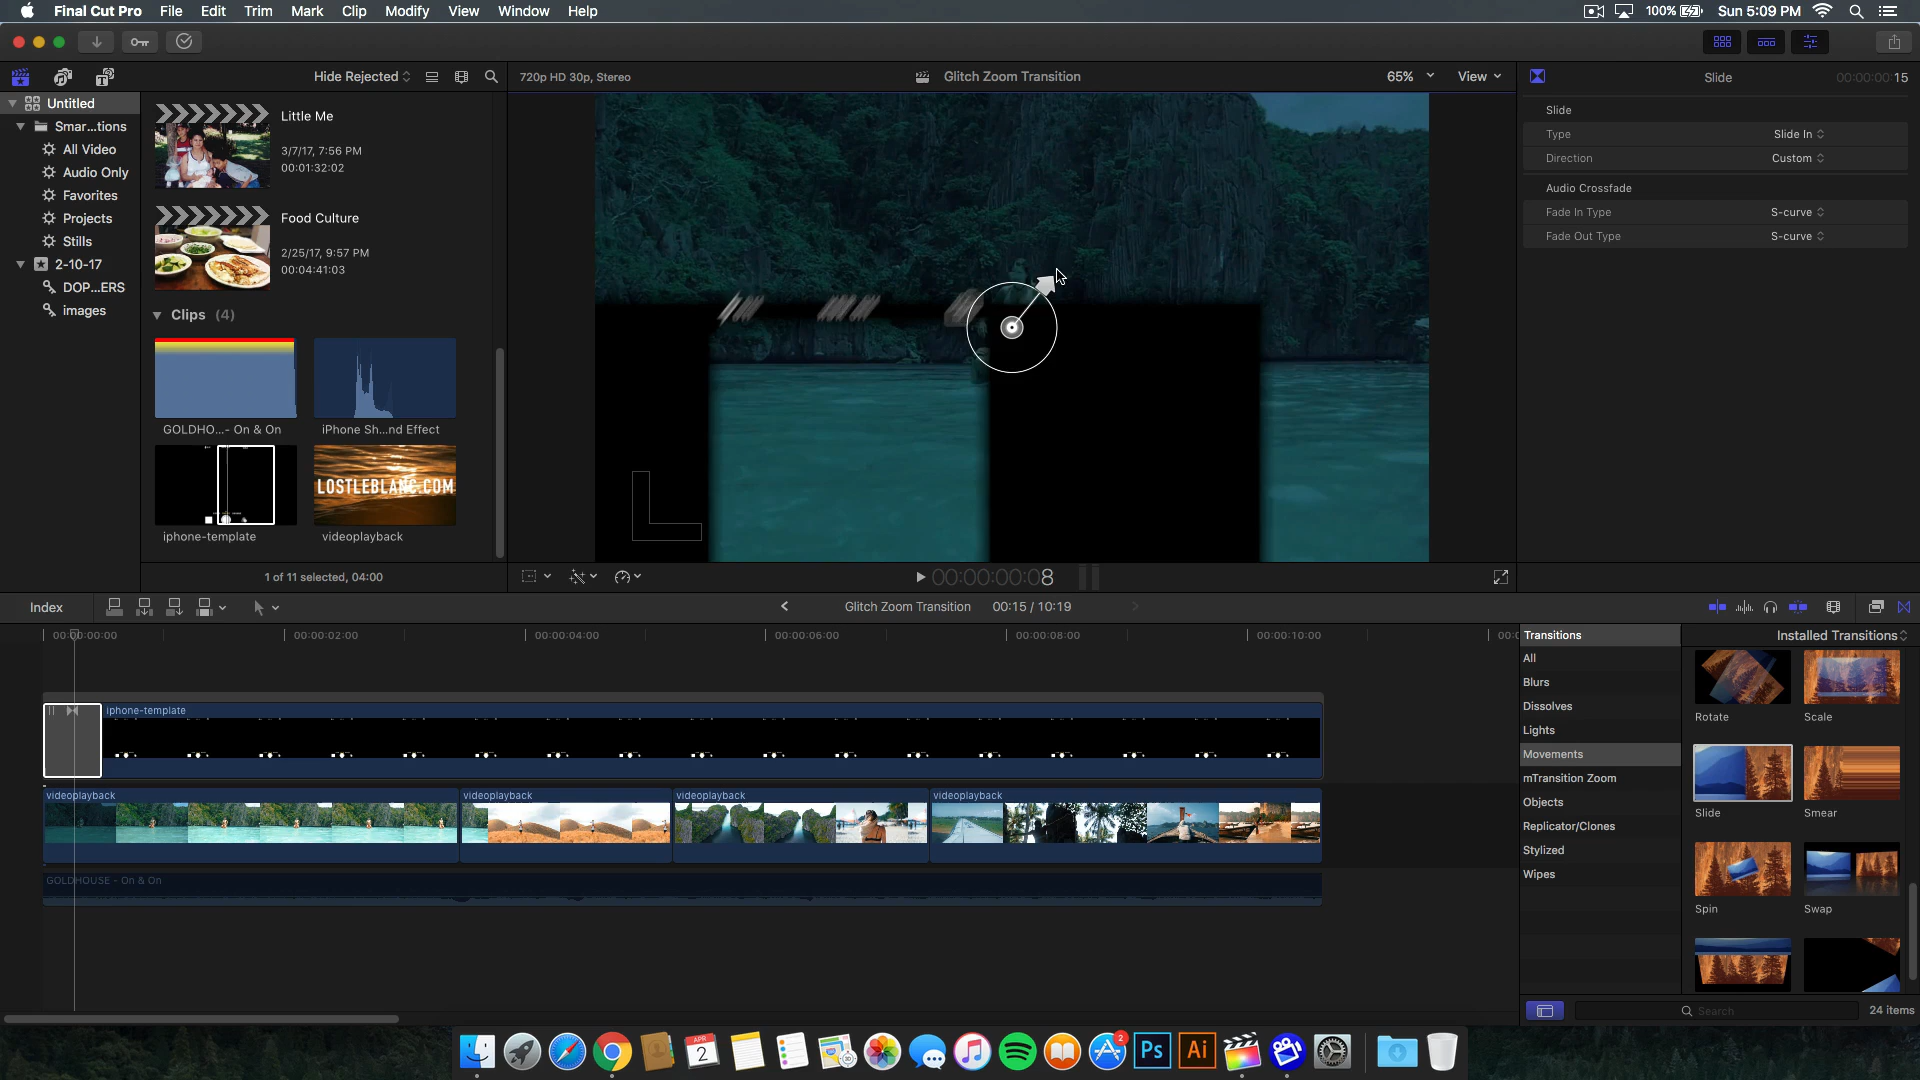 Final Cut Pro File Edit Trim Mark Clip Modify View Window Help
100% Sun 5:09 PM
Hide Rejected
720p HD 30p, Stereo
Glitch Zoom Transition
65% View
Slide 00:00:00:15
Untitled
Smar...tions
All Video
Audio Only
Favorites
Projects
Stills
2-10-17
DOP...ERS
images
Little Me
3/7/17, 7:56 PM
00:01:32:02
Food Culture
2/25/17, 9:57 PM
00:04:41:03
Clips (4)
GOLDHO...- On & On
iPhone Sh...nd Effect
LOSTLEBLANC.COM
iphone-template
videoplayback
1 of 11 selected, 04:00
00:00:00:08
Slide
Type Slide In
Direction Custom
Audio Crossfade
Fade In Type S-curve
Fade Out Type S-curve
Index
Glitch Zoom Transition 00:15 / 10:19
00:00:00:00 00:00:02:00 00:00:04:00 00:00:06:00 00:00:08:00 00:00:10:00
iphone-template
videoplayback videoplayback videoplayback videoplayback
GOLDHOUSE - On & On
Transitions
All
Blurs
Dissolves
Lights
Movements
mTransition Zoom
Objects
Replicator/Clones
Stylized
Wipes
Installed Transitions
Rotate Scale
Slide Smear
Spin Swap
Search
24 items
APR
2
2
Ps
Ai